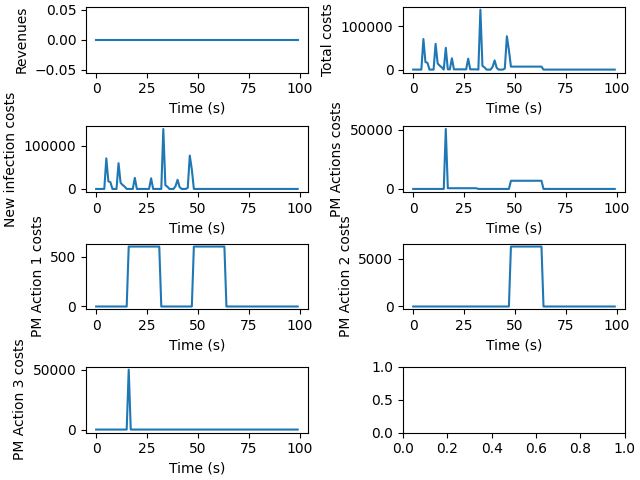 Revenues
0.05
0.00
−0.05
0 25 50 75 100
Time (s)
Total costs
100000
0
0 25 50 75 100
Time (s)
New infection costs
100000
0
0 25 50 75 100
Time (s)
PM Actions costs
50000
0
0 25 50 75 100
Time (s)
PM Action 1 costs
500
0
0 25 50 75 100
Time (s)
PM Action 2 costs
5000
0
0 25 50 75 100
Time (s)
PM Action 3 costs
50000
0
0 25 50 75 100
Time (s)
1.0
0.5
0.0
0.0 0.2 0.4 0.6 0.8 1.0